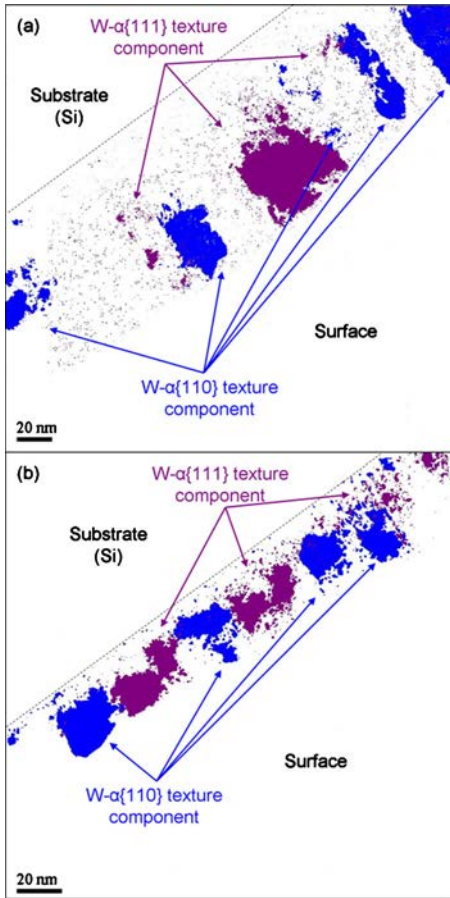 (a)
W-α{111} texture
component
Substrate
(Si)
Surface
W-α{110} texture
component
20 nm
(b)
W-α{111} texture
component
Substrate
(Si)
Surface
W-α{110} texture
component
20 nm